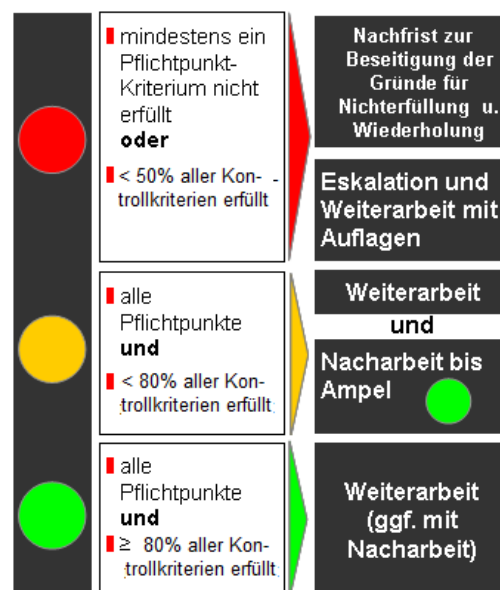 mindestens ein
Pflichtpunkt-
Kriterium nicht
erfüllt
oder
< 50% aller Kon-
trollkriterien erfüllt
Nachfrist zur
Beseitigung der
Gründe für
Nichterfüllung u.
Wiederholung
Eskalation und
Weiterarbeit mit
Auflagen
alle
Pflichtpunkte
und
< 80% aller Kon-
trollkriterien erfüllt
Weiterarbeit
und
Nacharbeit bis
Ampel
alle
Pflichtpunkte
und
≥ 80% aller Kon-
trollkriterien erfüllt
Weiterarbeit
(ggf. mit
Nacharbeit)